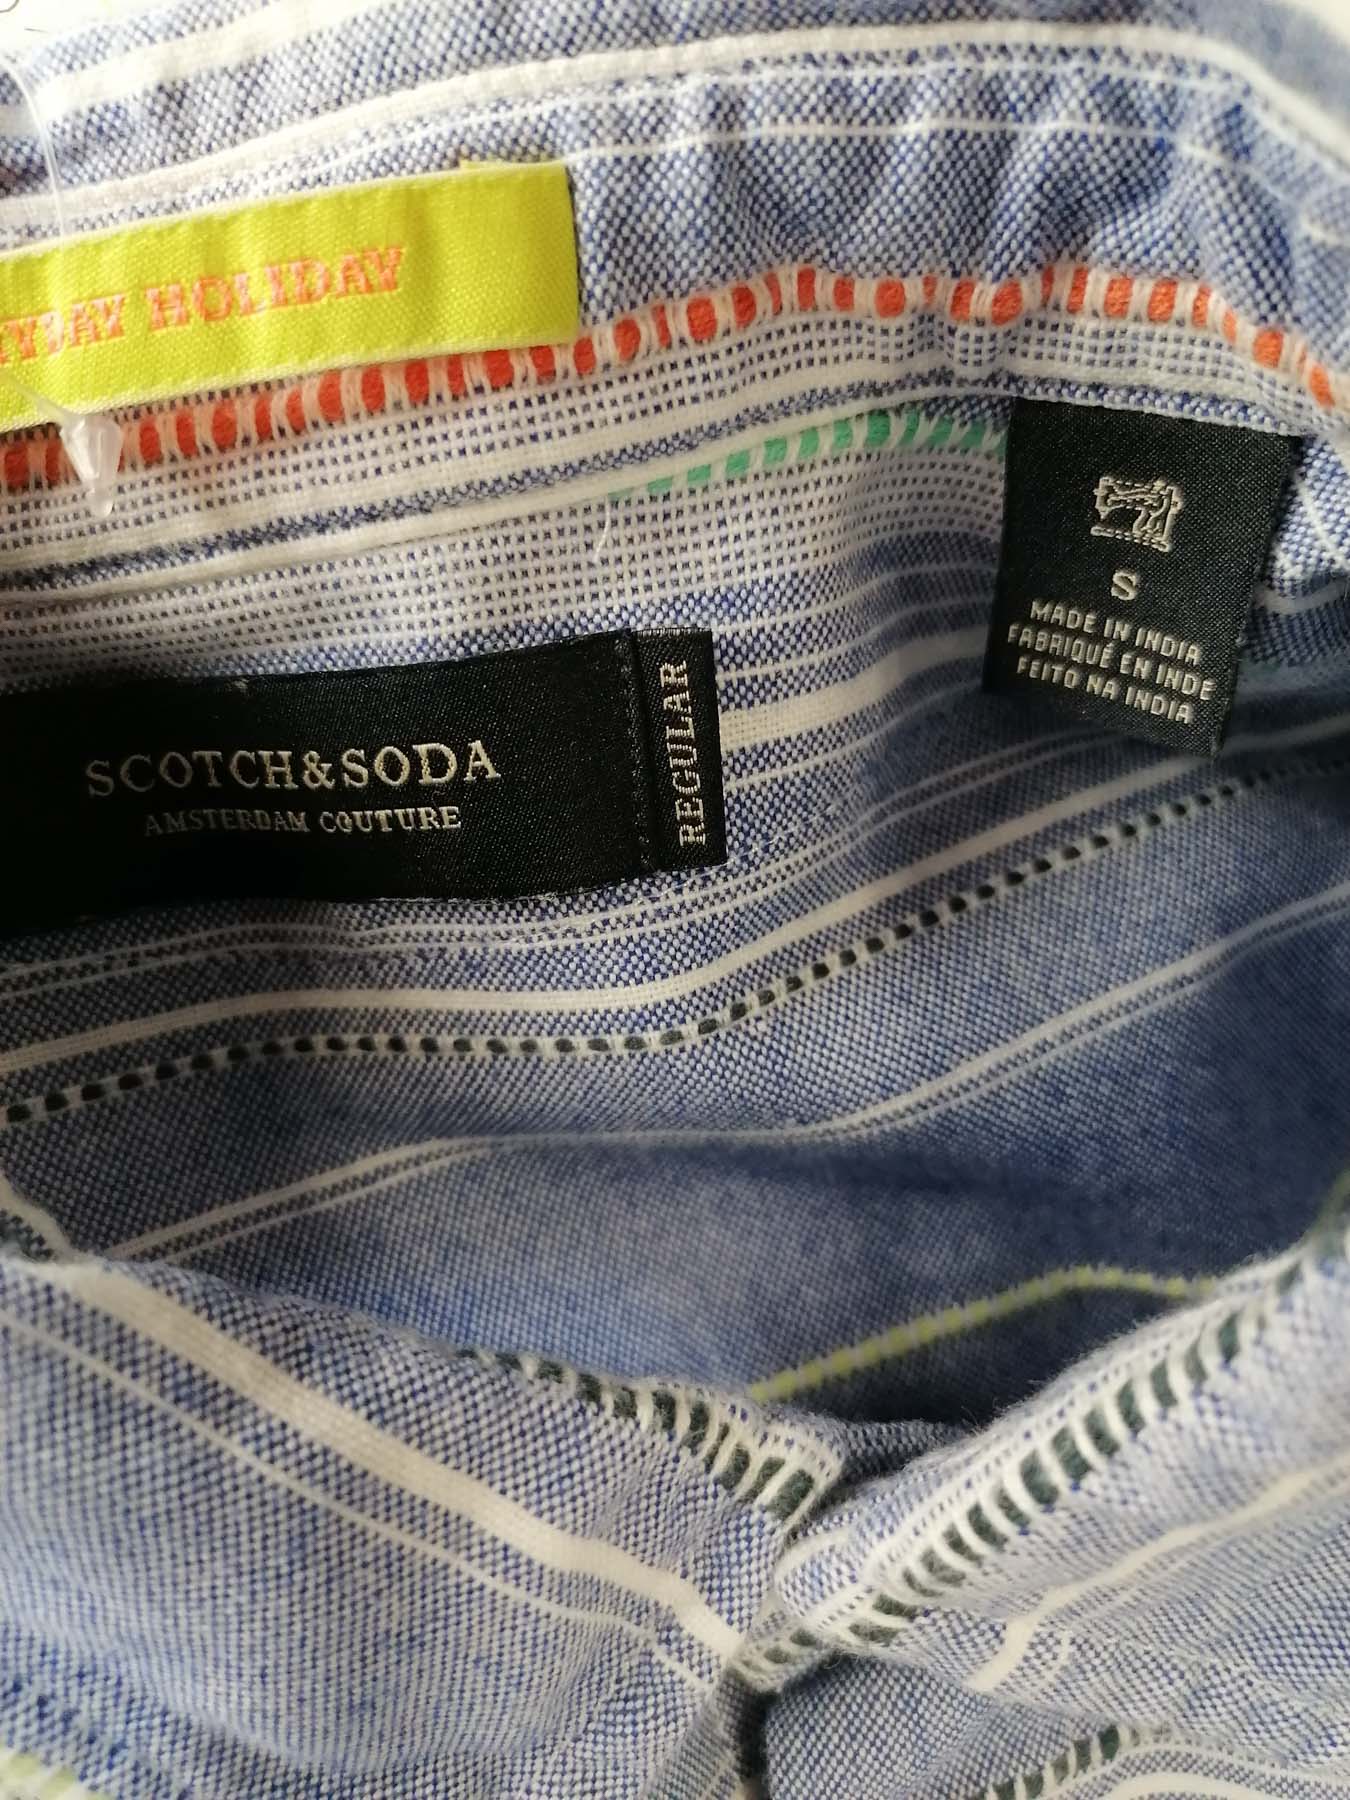 HOLIDAY
SCOTCH&SODA
AMSTERDAM COUTURE
REGULAR
S
MADE IN INDIA
FABRIQUÉ EN INDE
FEITO NA INDIA